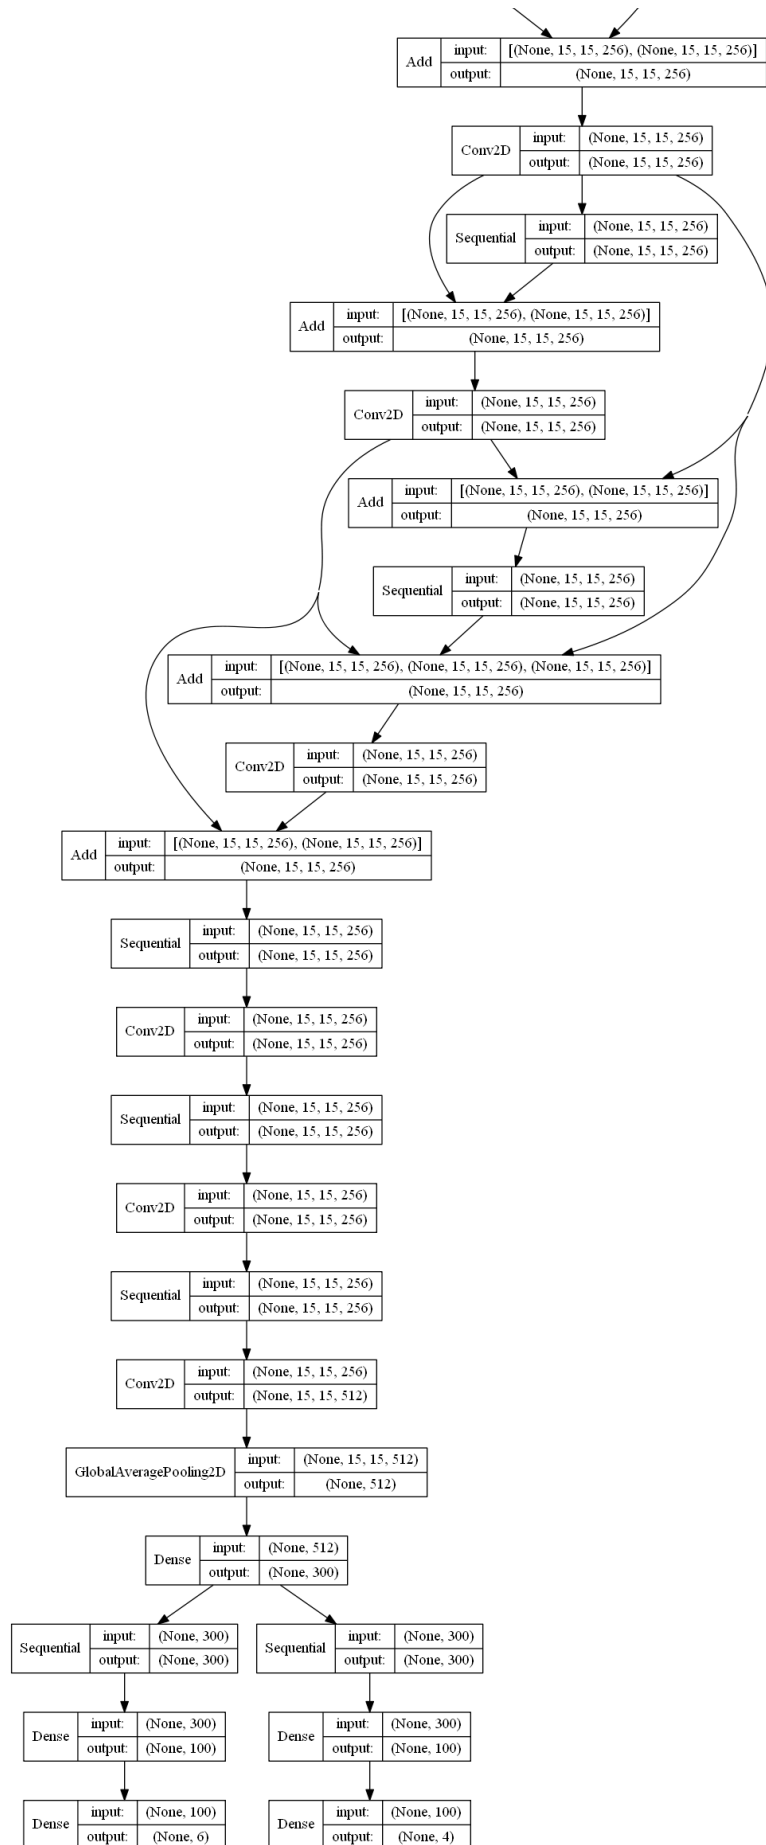 Add input: [(None, 15, 15, 256), (None, 15, 15, 256)]
output: (None, 15, 15, 256)
Conv2D input: (None, 15, 15, 256)
output: (None, 15, 15, 256)
Sequential input: (None, 15, 15, 256)
output: (None, 15, 15, 256)
Add input: [(None, 15, 15, 256), (None, 15, 15, 256)]
output: (None, 15, 15, 256)
Conv2D input: (None, 15, 15, 256)
output: (None, 15, 15, 256)
Add input: [(None, 15, 15, 256), (None, 15, 15, 256)]
output: (None, 15, 15, 256)
Sequential input: (None, 15, 15, 256)
output: (None, 15, 15, 256)
Add input: [(None, 15, 15, 256), (None, 15, 15, 256), (None, 15, 15, 256)]
output: (None, 15, 15, 256)
Conv2D input: (None, 15, 15, 256)
output: (None, 15, 15, 256)
Add input: [(None, 15, 15, 256), (None, 15, 15, 256)]
output: (None, 15, 15, 256)
Sequential input: (None, 15, 15, 256)
output: (None, 15, 15, 256)
Conv2D input: (None, 15, 15, 256)
output: (None, 15, 15, 256)
Sequential input: (None, 15, 15, 256)
output: (None, 15, 15, 256)
Conv2D input: (None, 15, 15, 256)
output: (None, 15, 15, 256)
Sequential input: (None, 15, 15, 256)
output: (None, 15, 15, 256)
Conv2D input: (None, 15, 15, 256)
output: (None, 15, 15, 512)
GlobalAveragePooling2D input: (None, 15, 15, 512)
output: (None, 512)
Dense input: (None, 512)
output: (None, 300)
Sequential input: (None, 300)
output: (None, 300)
Sequential input: (None, 300)
output: (None, 300)
Dense input: (None, 300)
output: (None, 100)
Dense input: (None, 300)
output: (None, 100)
Dense input: (None, 100)
output: (None, 6)
Dense input: (None, 100)
output: (None, 4)